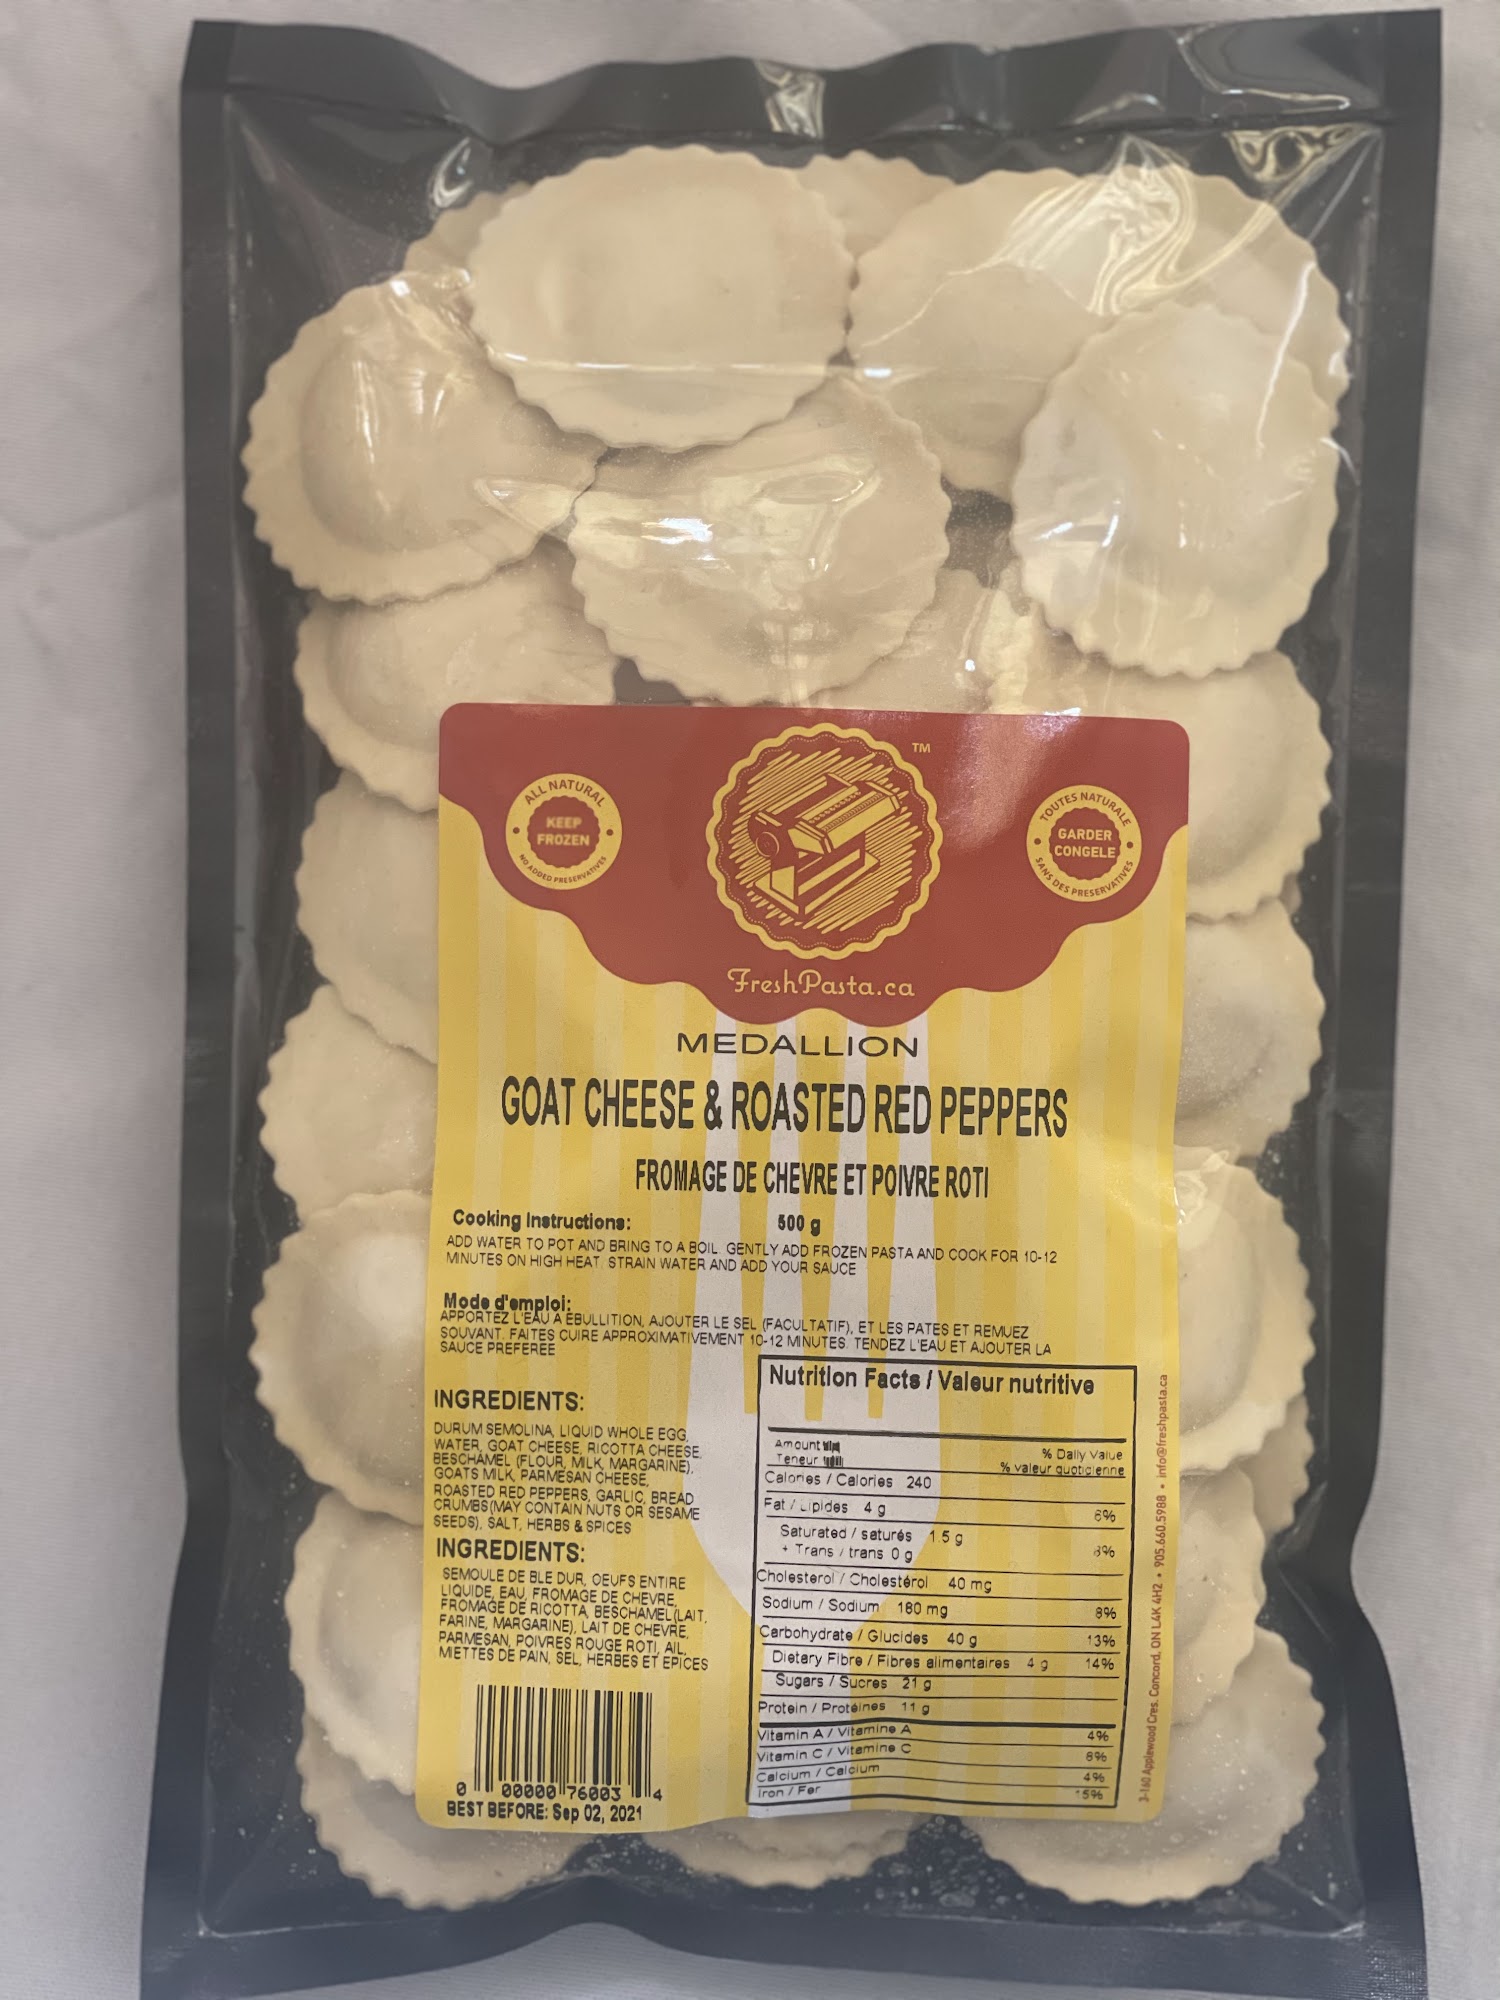 ALL NATURAL
KEEP
FROZEN
NO ADDED PRESERVATIVES
TM
TOUTES NATURALE
GARDER
CONGELE
SANS DES PRESERVATIVES
FreshPasta.ca
MEDALLION
GOAT CHEESE & ROASTED RED PEPPERS
FROMAGE DE CHEVRE ET POIVRE ROTI
Cooking Instructions:
500 g
ADD WATER TO POT AND BRING TO A BOIL. GENTLY ADD FROZEN PASTA AND COOK FOR 10-12
MINUTES ON HIGH HEAT. STRAIN WATER AND ADD YOUR SAUCE
Mode d'emploi:
APPORTEZ L'EAU A EBULLITION, AJOUTER LE SEL (FACULTATIF), ET LES PATES ET REMUEZ
SOUVANT. FAITES CUIRE APPROXIMATIVEMENT 10-12 MINUTES. TENDEZ L'EAU ET AJOUTER LA
SAUCE PREFEREE
INGREDIENTS:
DURUM SEMOLINA, LIQUID WHOLE EGG,
WATER, GOAT CHEESE, RICOTTA CHEESE,
BESCHAMEL (FLOUR, MILK, MARGARINE),
GOATS MILK, PARMESAN CHEESE,
ROASTED RED PEPPERS, GARLIC, BREAD
CRUMBS (MAY CONTAIN NUTS OR SESAME
SEEDS), SALT, HERBS & SPICES
INGREDIENTS:
SEMOULE DE BLE DUR, OEUFS ENTIRE
LIQUIDE, EAU, FROMAGE DE CHEVRE,
FROMAGE DE RICOTTA, BESCHAMEL (LAIT,
FARINE, MARGARINE), LAIT DE CHEVRE,
PARMESAN, POIVRES ROUGE ROTI, AIL,
MIETTES DE PAIN, SEL, HERBES ET EPICES
0 00000 76003 4
BEST BEFORE: Sep 02, 2021
Nutrition Facts / Valeur nutritive
Amount % Daily Value
Teneur % valeur quotidienne
Calories / Calories 240
Fat / Lipides 4 g 6%
Saturated / saturés 1.5 g
+ Trans / trans 0 g 8%
Cholesterol / Cholestérol 40 mg
Sodium / Sodium 180 mg 8%
Carbohydrate / Glucides 40 g 13%
Dietary Fibre / Fibres alimentaires 4 g 14%
Sugars / Sucres 21 g
Protein / Protéines 11 g
Vitamin A / Vitamine A 4%
Vitamin C / Vitamine C 6%
Calcium / Calcium 4%
Iron / Fer
3-160 Applewood Cres. Concord, ON L4K 4H2 • 905.660.5988 • info@freshpasta.ca